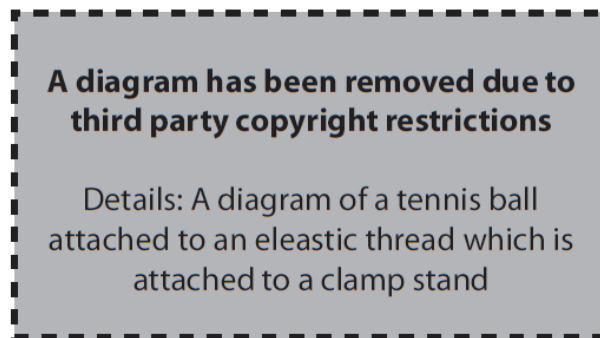 A diagram has been removed due to
third party copyright restrictions
Details: A diagram of a tennis ball
attached to an eleastic thread which is
attached to a clamp stand